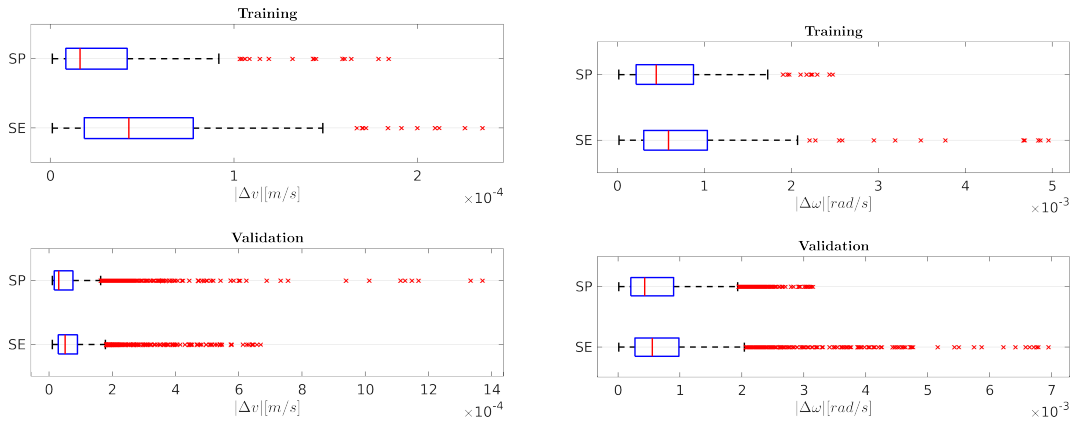 Training
SP
SE
0 1 2
|Δv|[m/s]
×10⁻⁴
Validation
SP
SE
0 2 4 6 8 10 12 14
|Δv|[m/s]
×10⁻⁴
Training
SP
SE
0 1 2 3 4 5
|Δω|[rad/s]
×10⁻³
Validation
SP
SE
0 1 2 3 4 5 6 7
|Δω|[rad/s]
×10⁻³